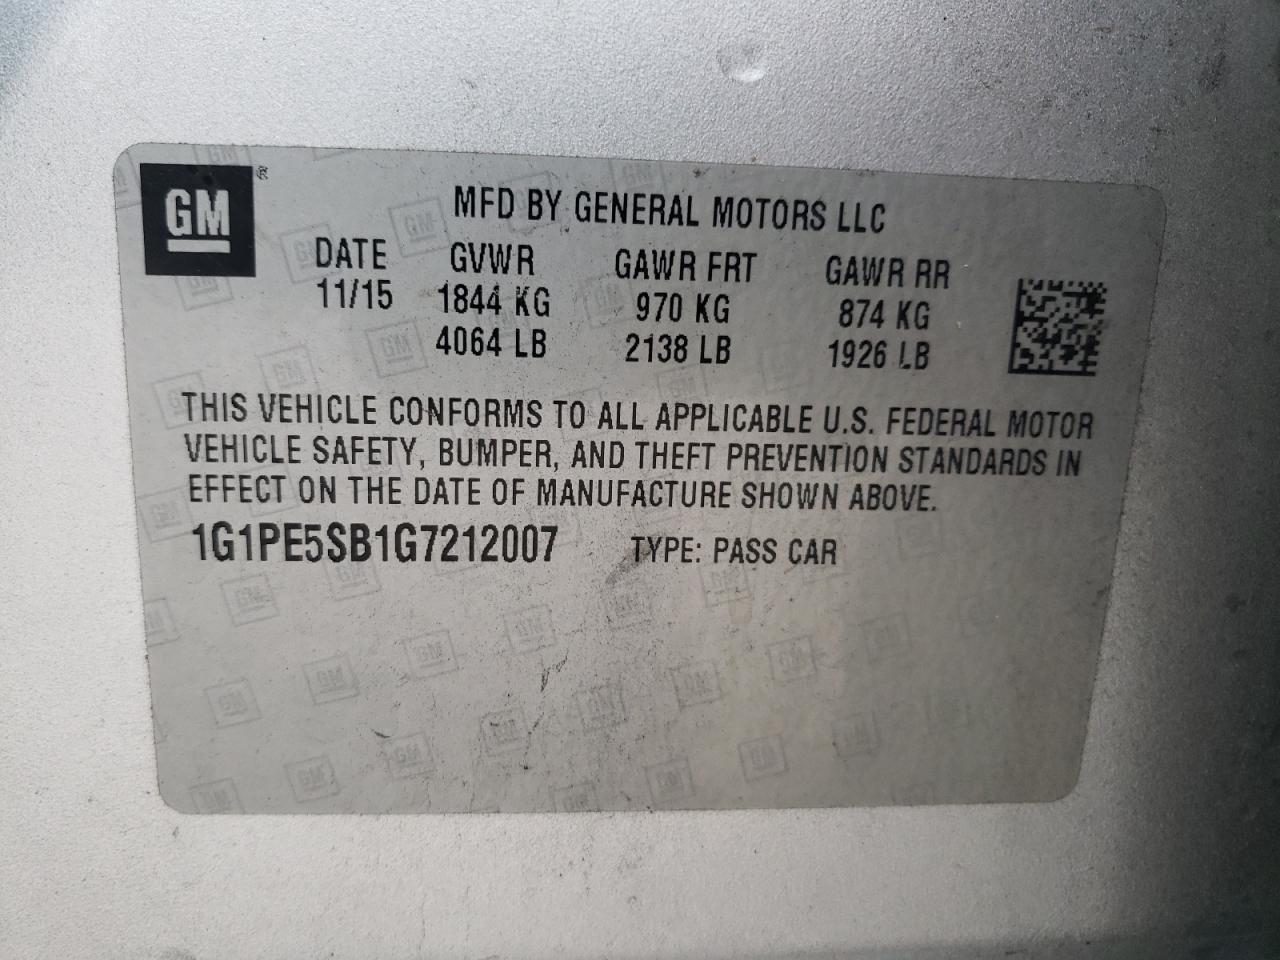 GM ®
MFD BY GENERAL MOTORS LLC
DATE GVWR GAWR FRT GAWR RR
11/15 1844 KG 970 KG 874 KG
4064 LB 2138 LB 1926 LB
THIS VEHICLE CONFORMS TO ALL APPLICABLE U.S. FEDERAL MOTOR
VEHICLE SAFETY, BUMPER, AND THEFT PREVENTION STANDARDS IN
EFFECT ON THE DATE OF MANUFACTURE SHOWN ABOVE.
1G1PE5SB1G7212007 TYPE: PASS CAR